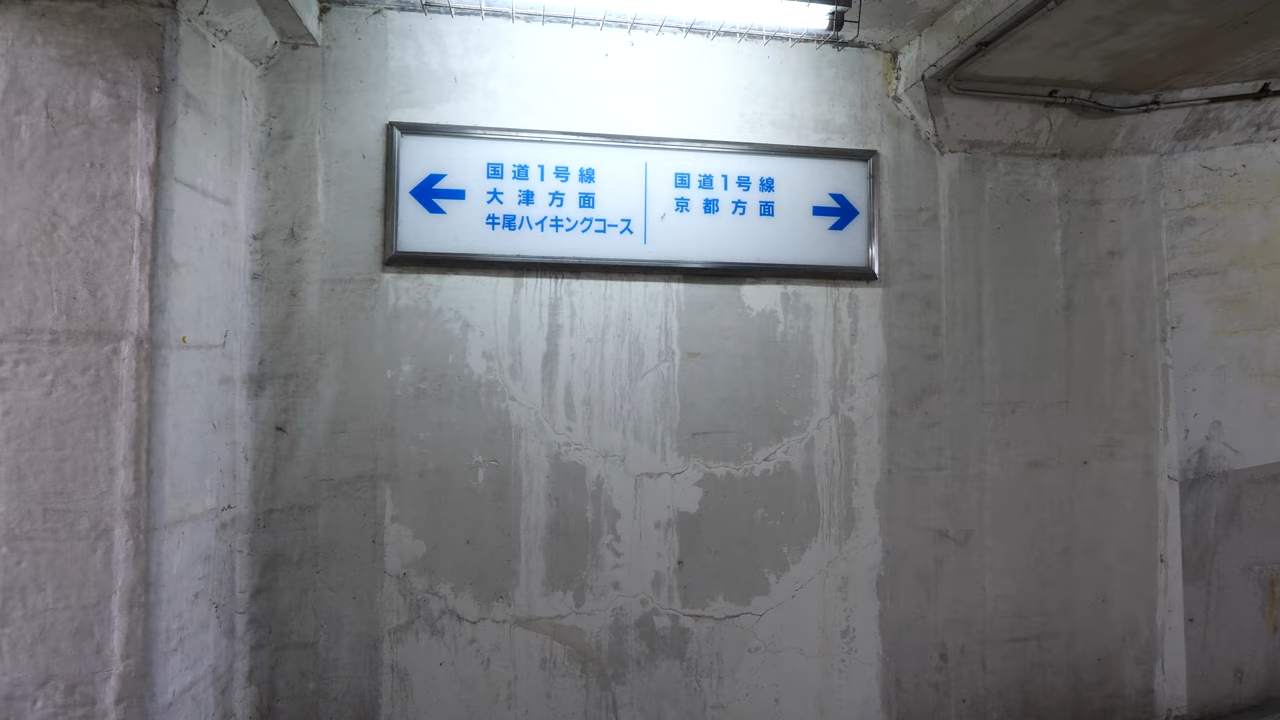 国道1号線
大津方面
牛尾ハイキングコース
国道1号線
京都方面